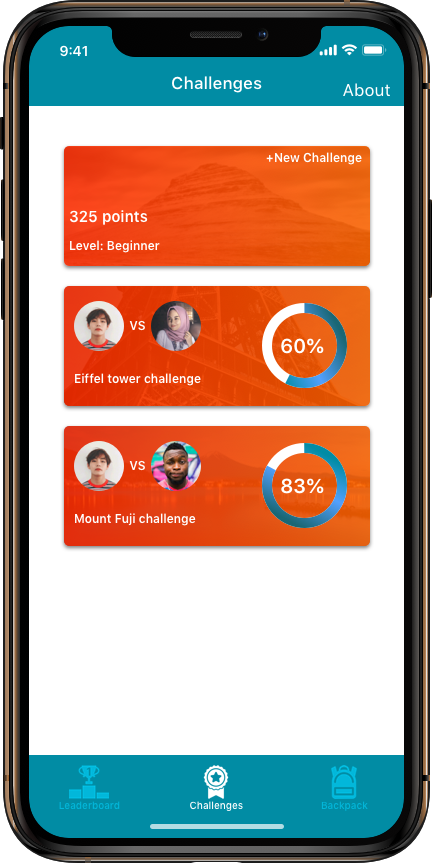 9:41
Challenges
About
+New Challenge
325 points
Level: Beginner
VS
60%
Eiffel tower challenge
VS
83%
Mount Fuji challenge
1
Leaderboard
Challenges
Backpack